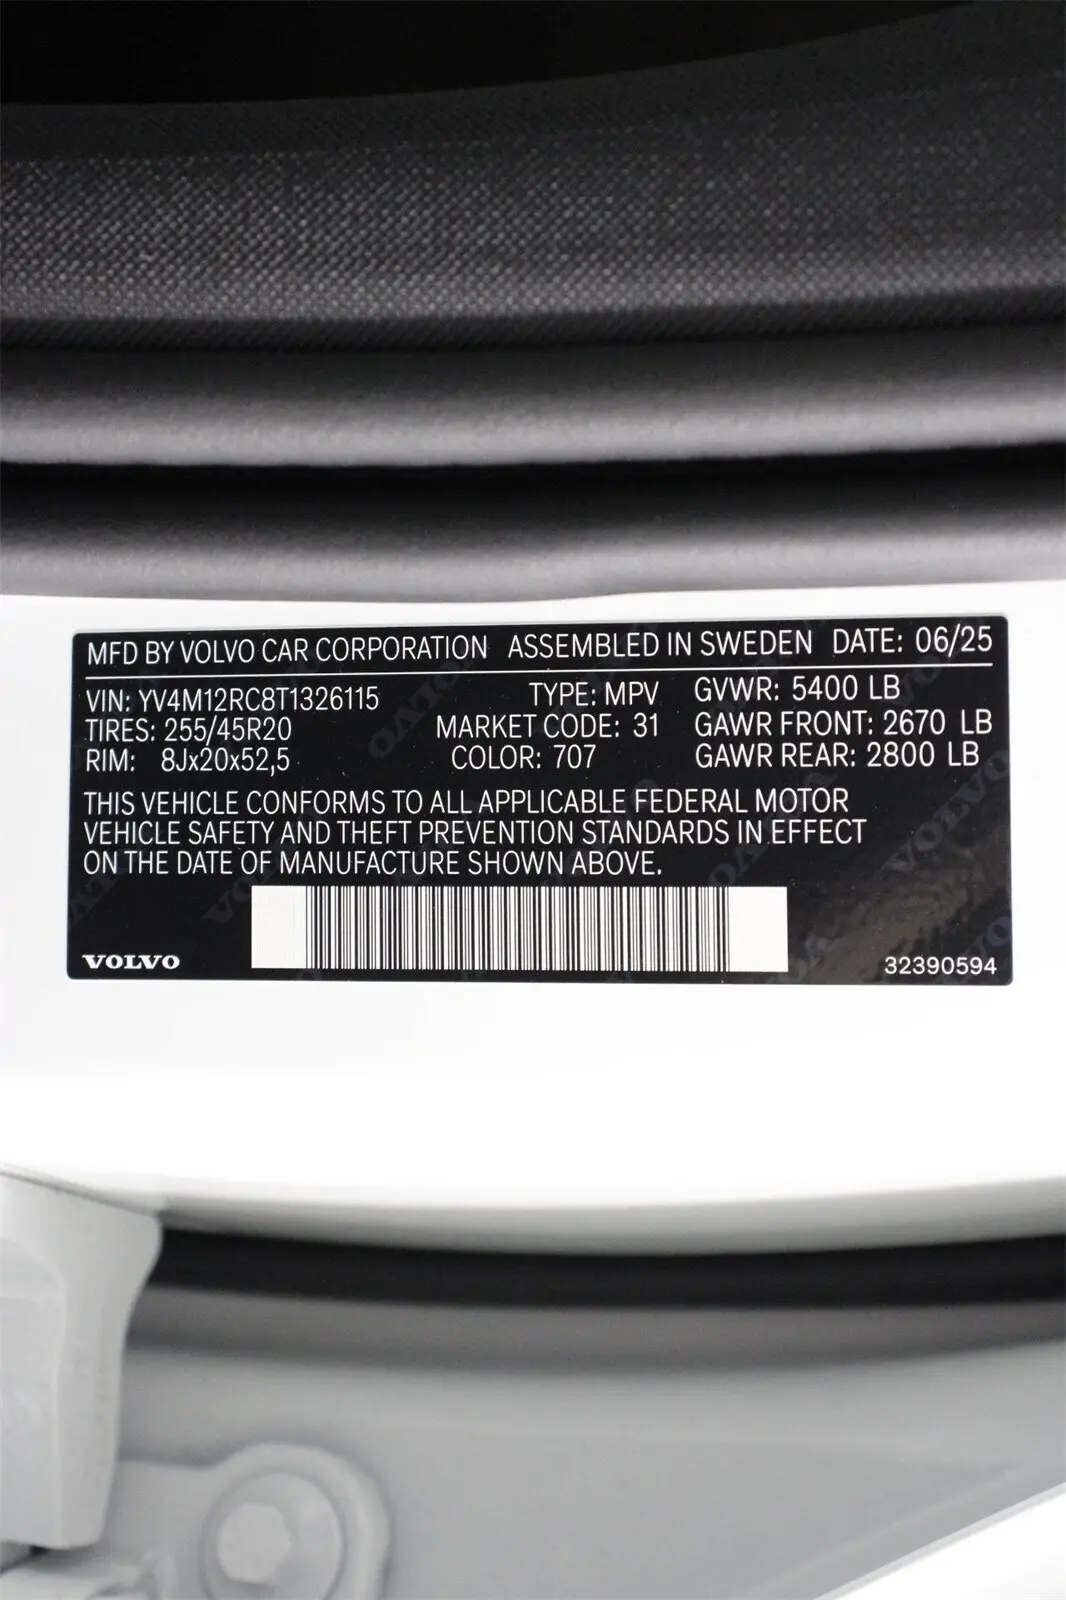 MFD BY VOLVO CAR CORPORATION ASSEMBLED IN SWEDEN DATE: 06/25
VIN: YV4M12RC8T1326115 TYPE: MPV GVWR: 5400 LB
TIRES: 255/45R20 MARKET CODE: 31 GAWR FRONT: 2670 LB
RIM: 8Jx20x52,5 COLOR: 707 GAWR REAR: 2800 LB
THIS VEHICLE CONFORMS TO ALL APPLICABLE FEDERAL MOTOR
VEHICLE SAFETY AND THEFT PREVENTION STANDARDS IN EFFECT
ON THE DATE OF MANUFACTURE SHOWN ABOVE.
VOLVO 32390594